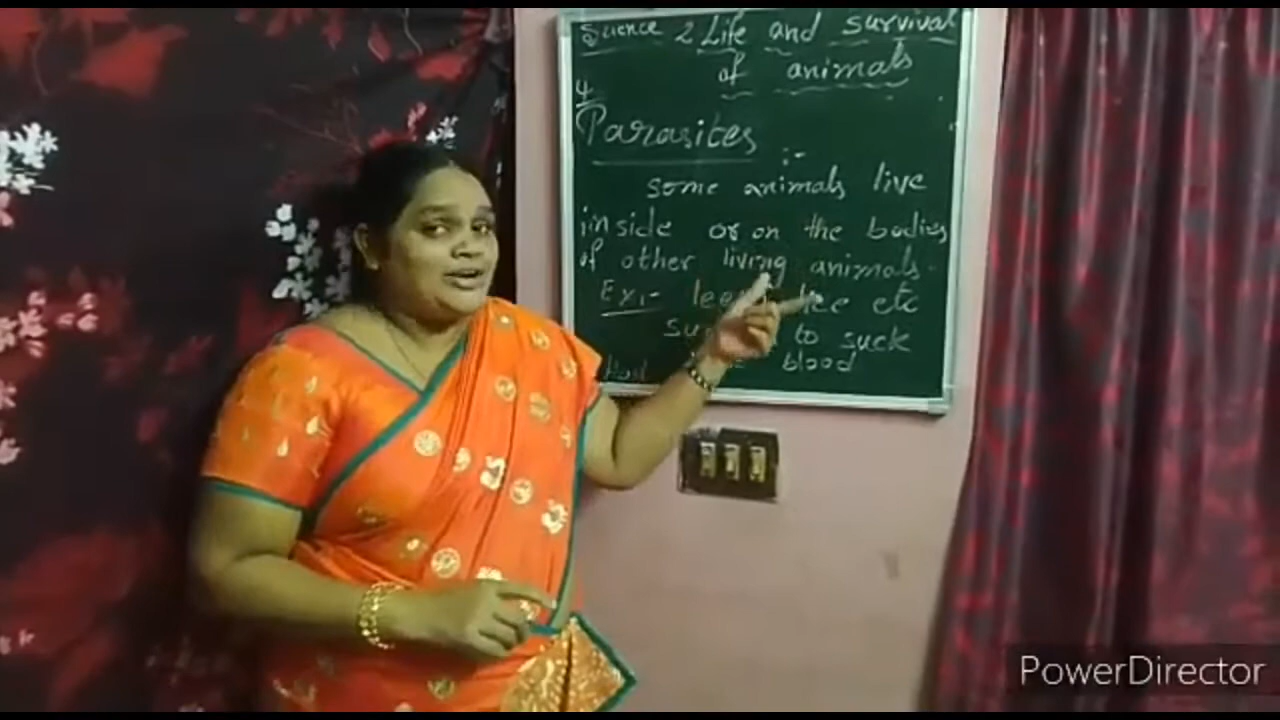 Science 2 Life and survival
of animals
4
Parasites :-
some animals live
inside or on the bodies
of other living animals.
Ex:- lice etc
to suck
Host blood
PowerDirector